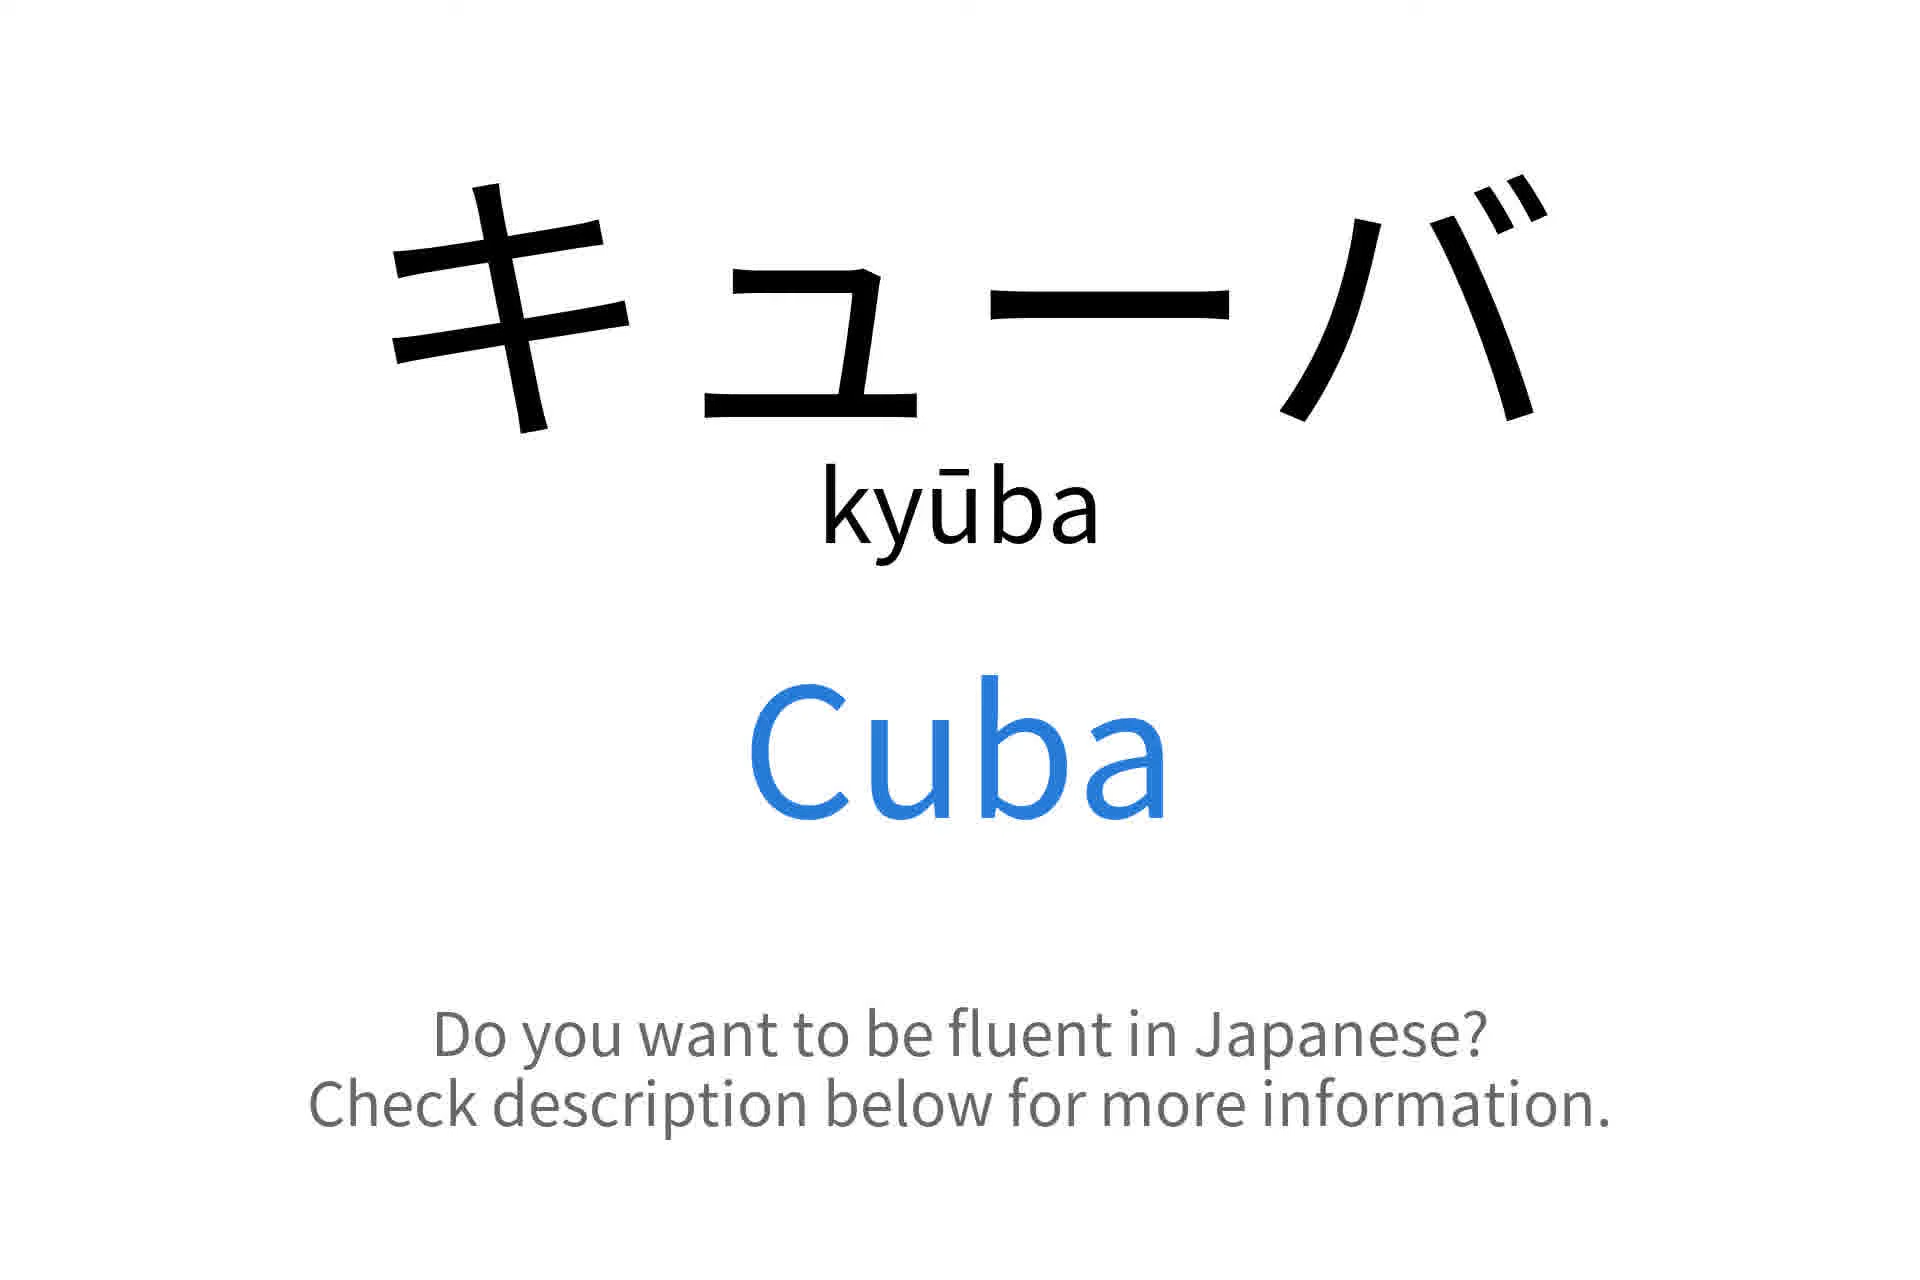 キューバ
kyūba
Cuba
Do you want to be fluent in Japanese?
Check description below for more information.